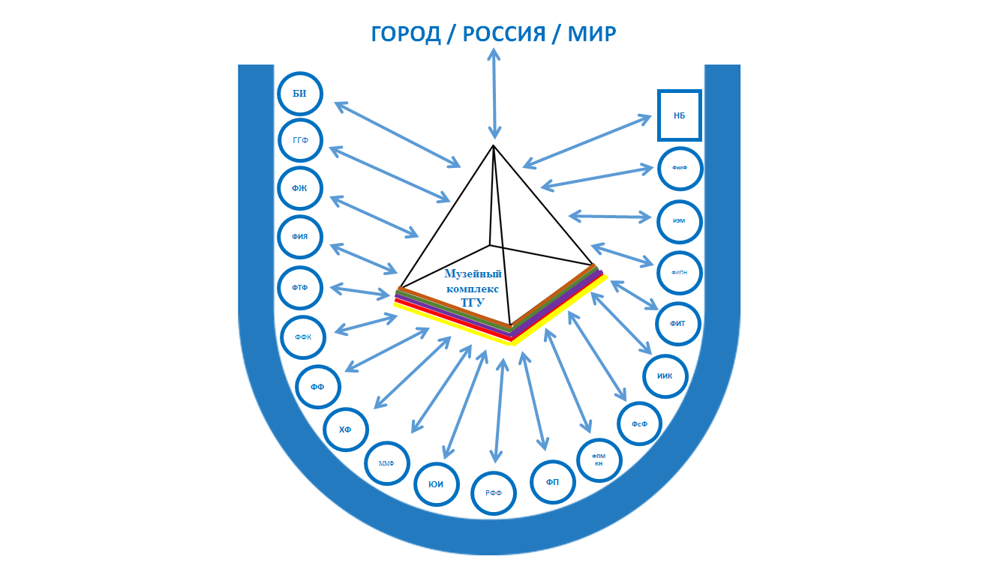 ГОРОД / РОССИЯ / МИР
БИ
ГГФ
ФЖ
ФИЯ
ФТФ
ФФК
ФФ
ХФ
ММФ
ЮИ
РФФ
ФП
ФПМ
КН
ФсФ
ИИК
ФИТ
ФИПН
ИЭМ
ФилФ
НБ
Музейный
комплекс
ТГУ